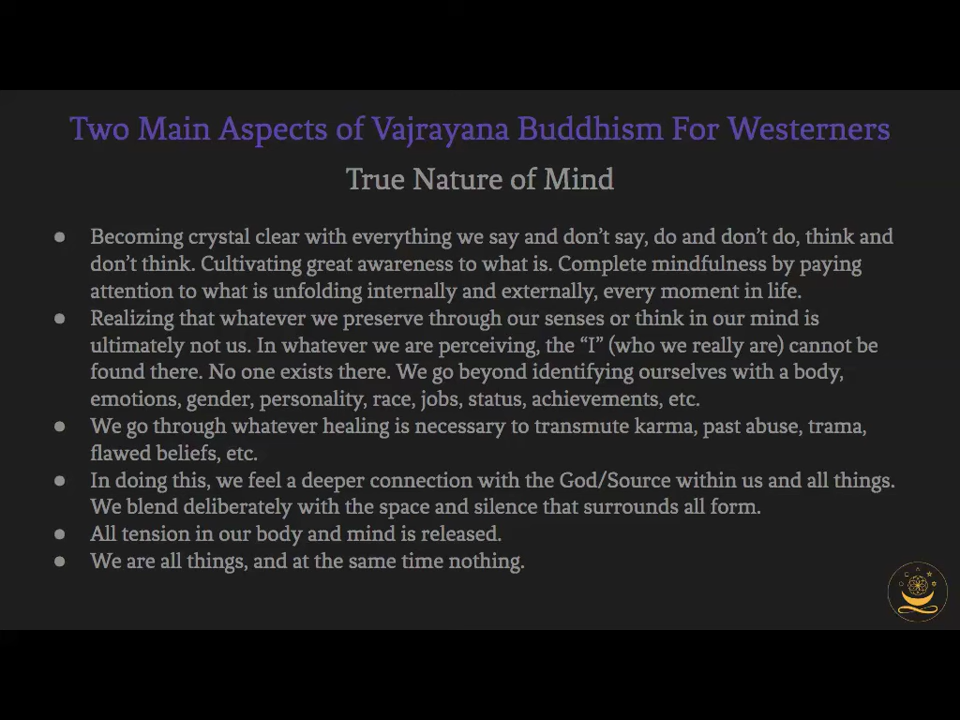 Two Main Aspects of Vajrayana Buddhism For Westerners
True Nature of Mind
● Becoming crystal clear with everything we say and don't say, do and don't do, think and
don't think. Cultivating great awareness to what is. Complete mindfulness by paying
attention to what is unfolding internally and externally, every moment in life.
● Realizing that whatever we preserve through our senses or think in our mind is
ultimately not us. In whatever we are perceiving, the “I” (who we really are) cannot be
found there. No one exists there. We go beyond identifying ourselves with a body,
emotions, gender, personality, race, jobs, status, achievements, etc.
● We go through whatever healing is necessary to transmute karma, past abuse, trama,
flawed beliefs, etc.
● In doing this, we feel a deeper connection with the God/Source within us and all things.
We blend deliberately with the space and silence that surrounds all form.
● All tension in our body and mind is released.
● We are all things, and at the same time nothing.